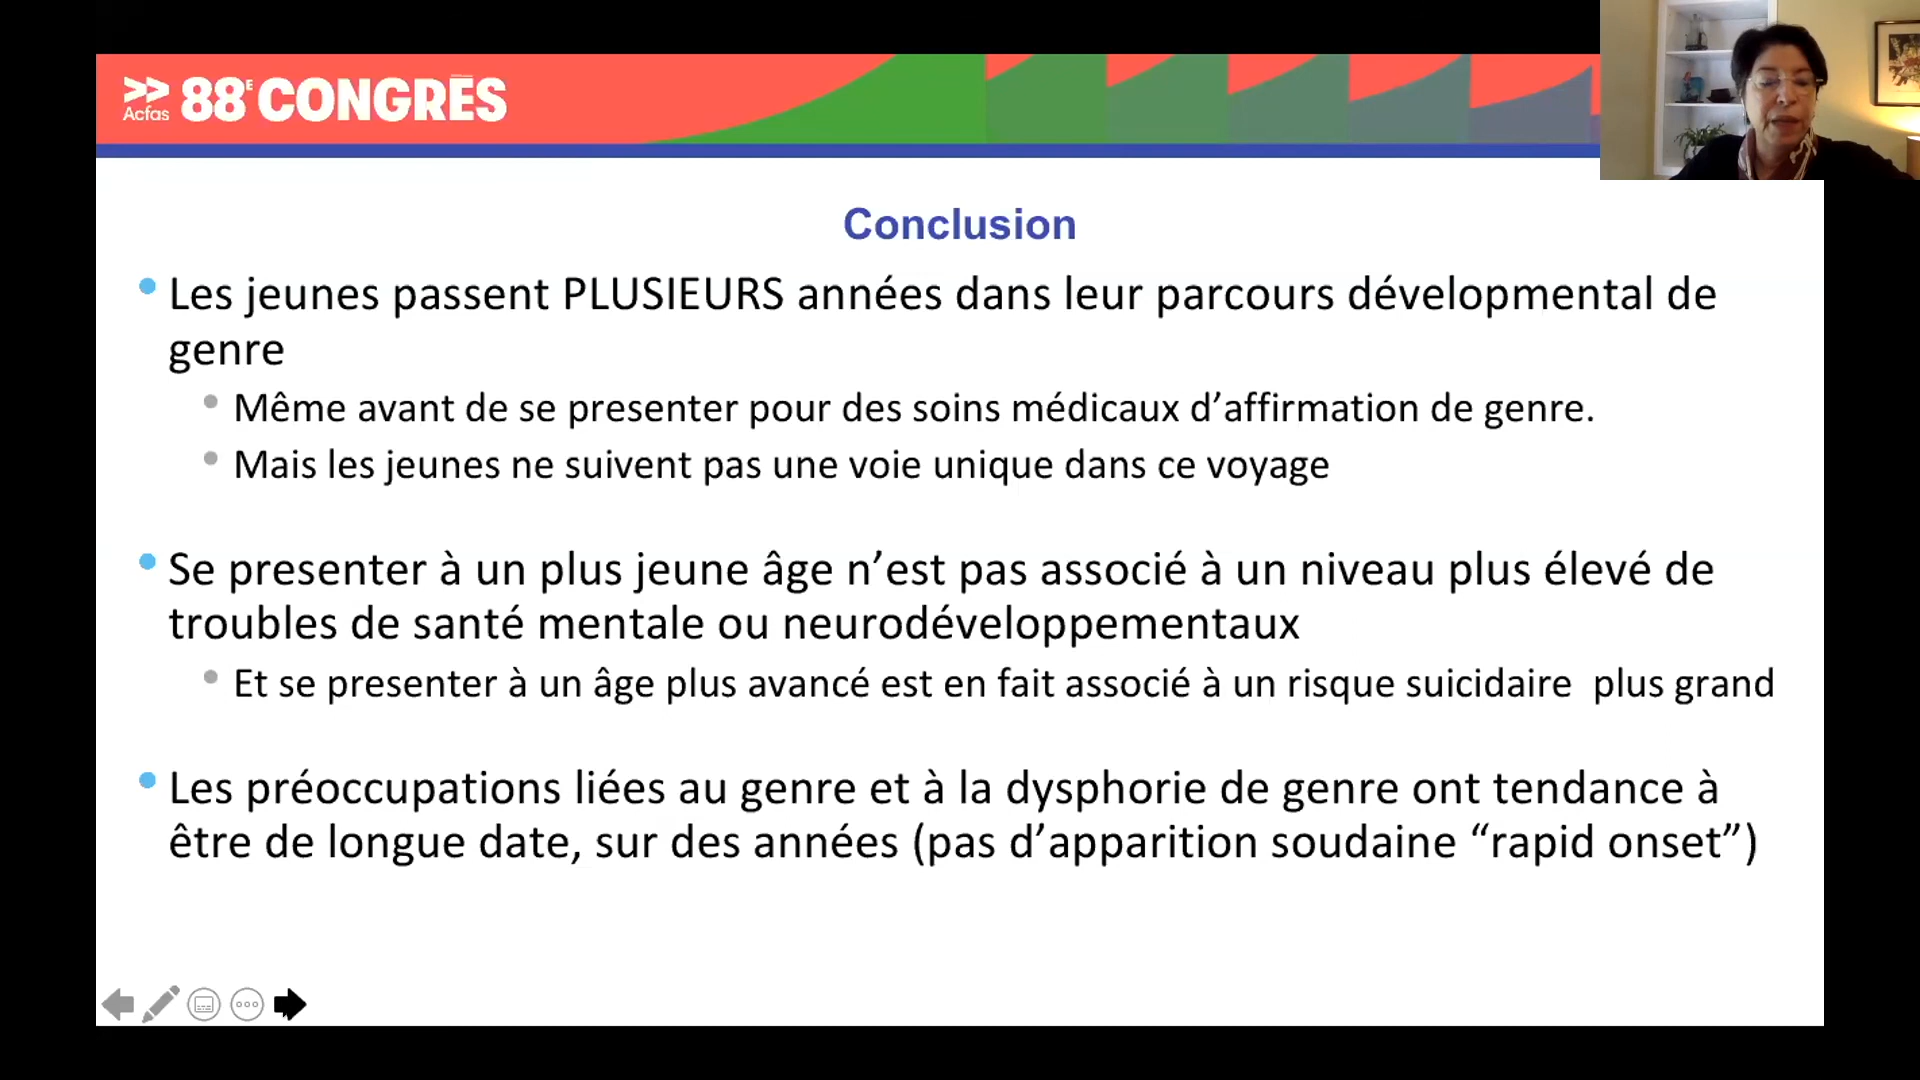 Acfas
88E CONGRÈS
Conclusion
• Les jeunes passent PLUSIEURS années dans leur parcours dévelopmental de
genre
• Même avant de se presenter pour des soins médicaux d’affirmation de genre.
• Mais les jeunes ne suivent pas une voie unique dans ce voyage
• Se presenter à un plus jeune âge n’est pas associé à un niveau plus élevé de
troubles de santé mentale ou neurodéveloppementaux
• Et se presenter à un âge plus avancé est en fait associé à un risque suicidaire  plus grand
• Les préoccupations liées au genre et à la dysphorie de genre ont tendance à
être de longue date, sur des années (pas d’apparition soudaine “rapid onset”)